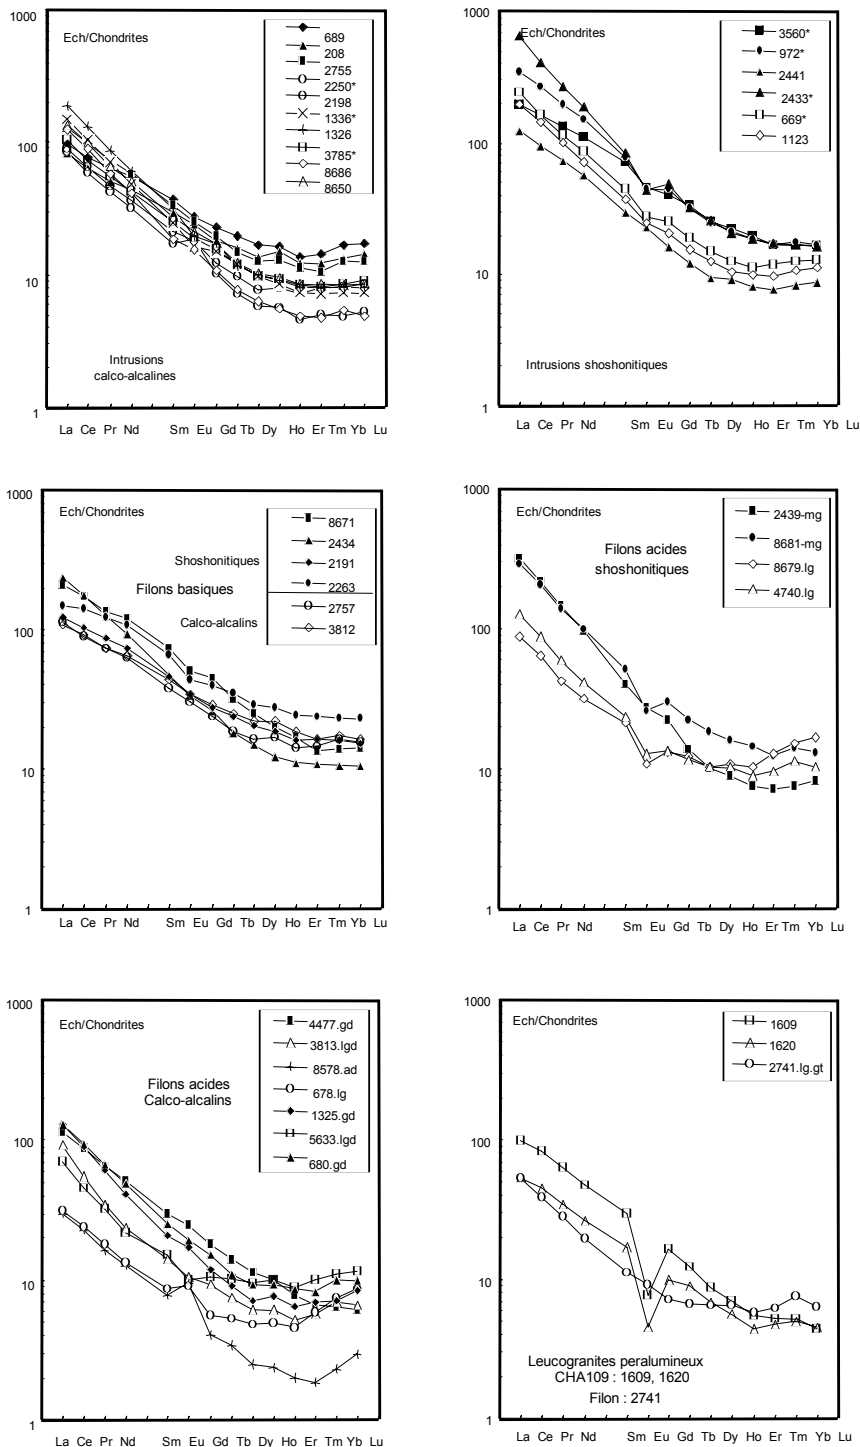 1000
Ech/Chondrites
689
208
2755
2250*
2198
1336*
1326
3785*
8686
8650
100
10
Intrusions
calco-alcalines
1
La Ce Pr Nd Sm Eu Gd Tb Dy Ho Er Tm Yb Lu
1000
Ech/Chondrites
3560*
972*
2441
2433*
669*
1123
100
10
Intrusions shoshonitiques
1
La Ce Pr Nd Sm Eu Gd Tb Dy Ho Er Tm Yb Lu
1000
Ech/Chondrites
8671
2434
Shoshonitiques
2191
Filons basiques
2263
2757
Calco-alcalins
3812
100
10
1
La Ce Pr Nd Sm Eu Gd Tb Dy Ho Er Tm Yb Lu
1000
Ech/Chondrites
2439-mg
Filons acides
shoshonitiques
8681-mg
8679.lg
4740.lg
100
10
1
La Ce Pr Nd Sm Eu Gd Tb Dy Ho Er Tm Yb Lu
1000
Ech/Chondrites
4477.gd
3813.lgd
8578.ad
Filons acides
Calco-alcalins
678.lg
1325.gd
5633.lgd
680.gd
100
10
1
La Ce Pr Nd Sm Eu Gd Tb Dy Ho Er Tm Yb Lu
1000
Ech/Chondrites
1609
1620
2741.lg.gt
100
10
Leucogranites peralumineux
CHA109 : 1609, 1620
Filon : 2741
1
La Ce Pr Nd Sm Eu Gd Tb Dy Ho Er Tm Yb Lu